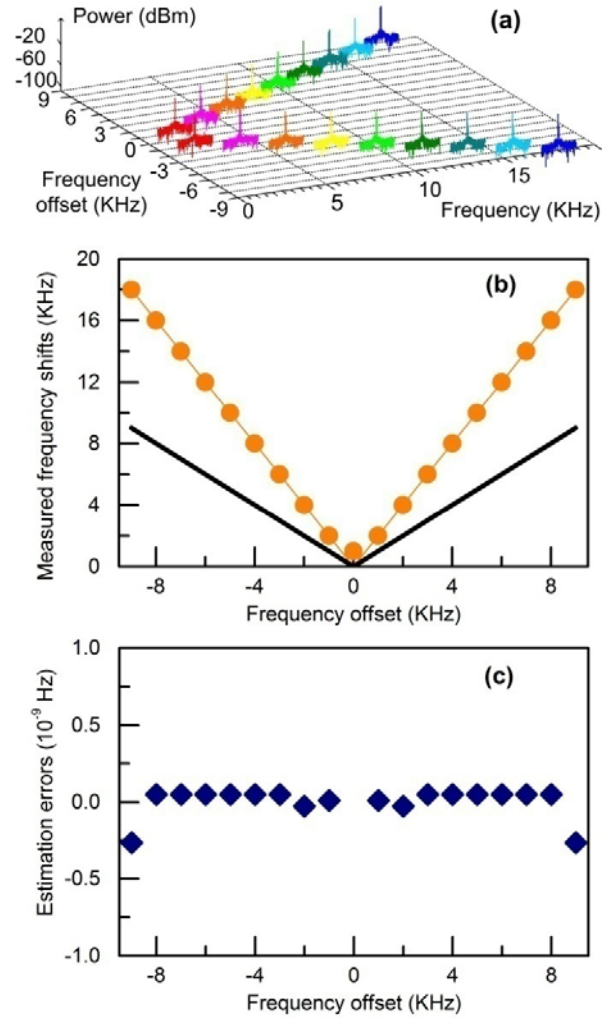 Power (dBm)
(a)
-20
-60
-100
9
6
3
0
-3
-6
-9
Frequency
offset (KHz)
0
5
10
15
Frequency (KHz)
(b)
20
16
12
8
4
0
Measured frequency shifts (KHz)
-8 -4 0 4 8
Frequency offset (KHz)
(c)
1.0
0.5
0.0
-0.5
-1.0
Estimation errors (10⁻⁹ Hz)
-8 -4 0 4 8
Frequency offset (KHz)